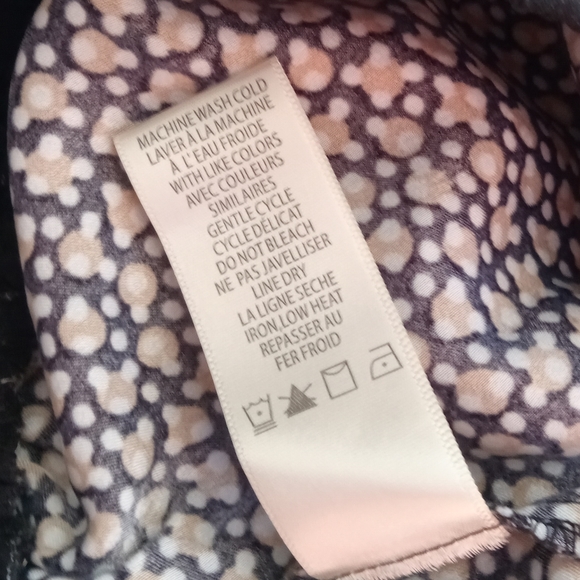 MACHINE WASH COLD
LAVER À LA MACHINE
À L'EAU FROIDE
WITH LIKE COLORS
AVEC COULEURS
SIMILAIRES
GENTLE CYCLE
CYCLE DÉLICAT
DO NOT BLEACH
NE PAS JAVELLISER
LINE DRY
LA LIGNE SÈCHE
IRON, LOW HEAT
REPASSER AU
FER FROID